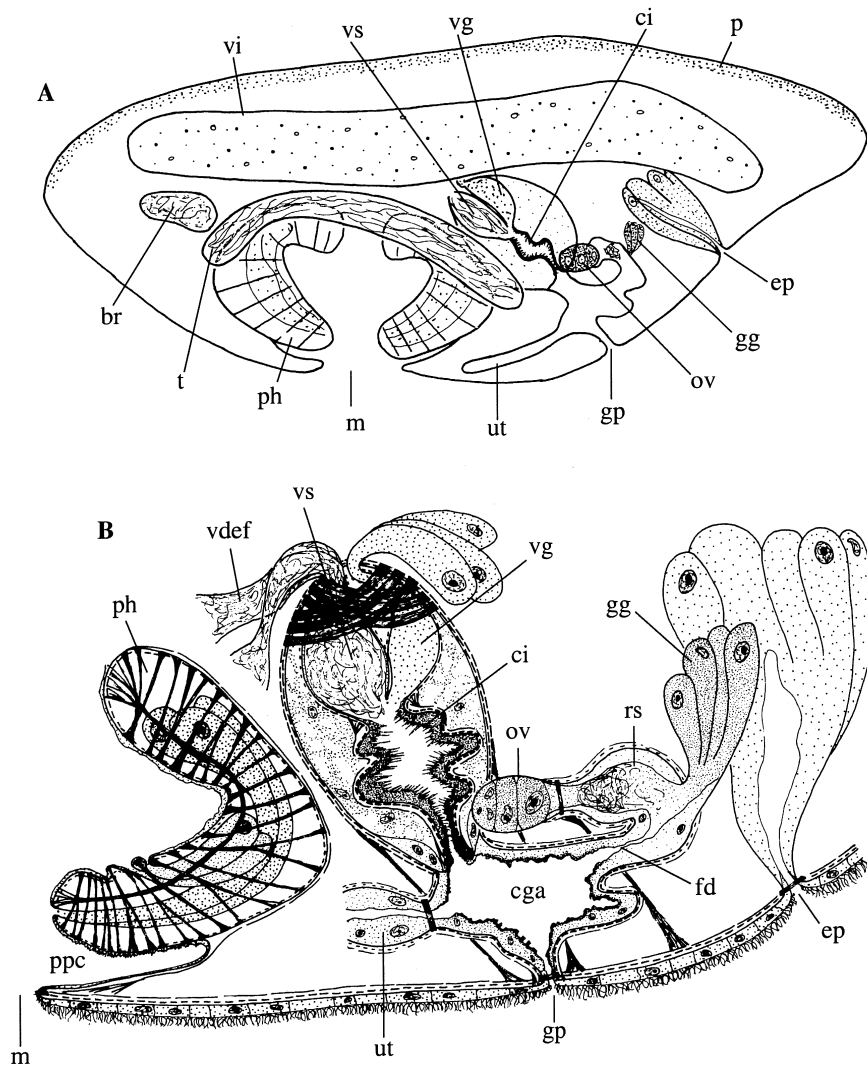 A
vi
vs
vg
ci
p
br
t
ph
m
ut
gp
ov
gg
ep
B
vdef
vs
vg
ph
ci
ov
rs
gg
cga
fd
ep
ppc
m
ut
gp